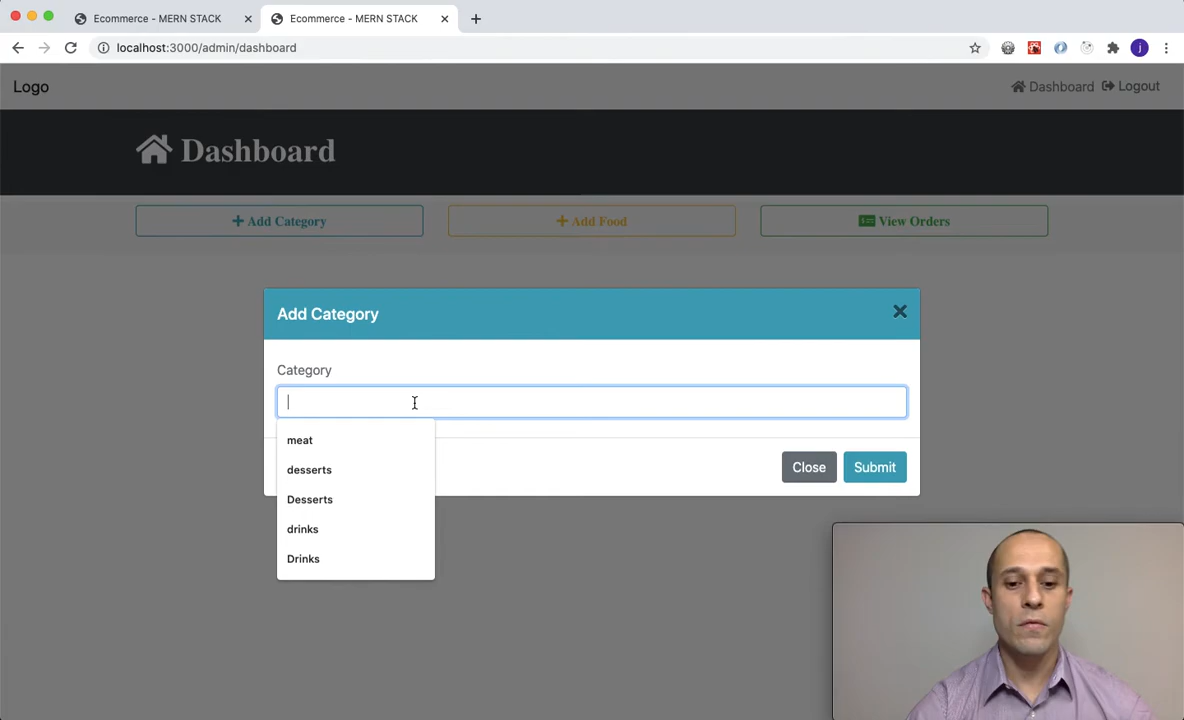 Ecommerce - MERN STACK
Ecommerce - MERN STACK
localhost:3000/admin/dashboard
j
Logo
Dashboard
Logout
Dashboard
Add Category
Add Food
View Orders
Add Category
Category
meat
desserts
Desserts
drinks
Drinks
Close
Submit